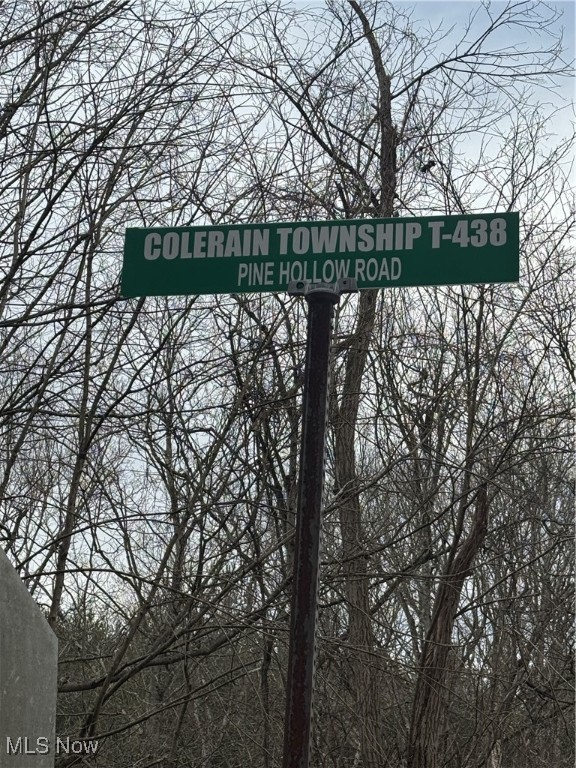 COLERAIN TOWNSHIP T-438
PINE HOLLOW ROAD
MLS Now